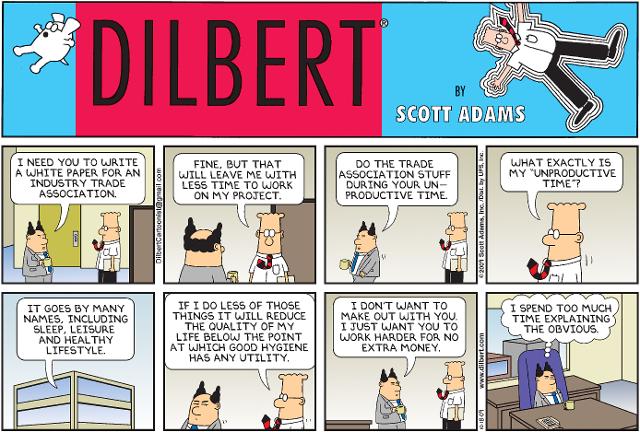 DILBERT®
BY
SCOTT ADAMS
I NEED YOU TO WRITE
A WHITE PAPER FOR AN
INDUSTRY TRADE
ASSOCIATION.
DilbertCartoonist@gmail.com
FINE, BUT THAT
WILL LEAVE ME WITH
LESS TIME TO WORK
ON MY PROJECT.
DO THE TRADE
ASSOCIATION STUFF
DURING YOUR UN-
PRODUCTIVE TIME.
©2009 Scott Adams, Inc./Dist. by UFS, Inc.
WHAT EXACTLY IS
MY "UNPRODUCTIVE
TIME"?
IT GOES BY MANY
NAMES, INCLUDING
SLEEP, LEISURE
AND HEALTHY
LIFESTYLE.
IF I DO LESS OF THOSE
THINGS IT WILL REDUCE
THE QUALITY OF MY
LIFE BELOW THE POINT
AT WHICH GOOD HYGIENE
HAS ANY UTILITY.
I DON'T WANT TO
MAKE OUT WITH YOU.
I JUST WANT YOU TO
WORK HARDER FOR NO
EXTRA MONEY.
www.dilbert.com
I SPEND TOO MUCH
TIME EXPLAINING
THE OBVIOUS.